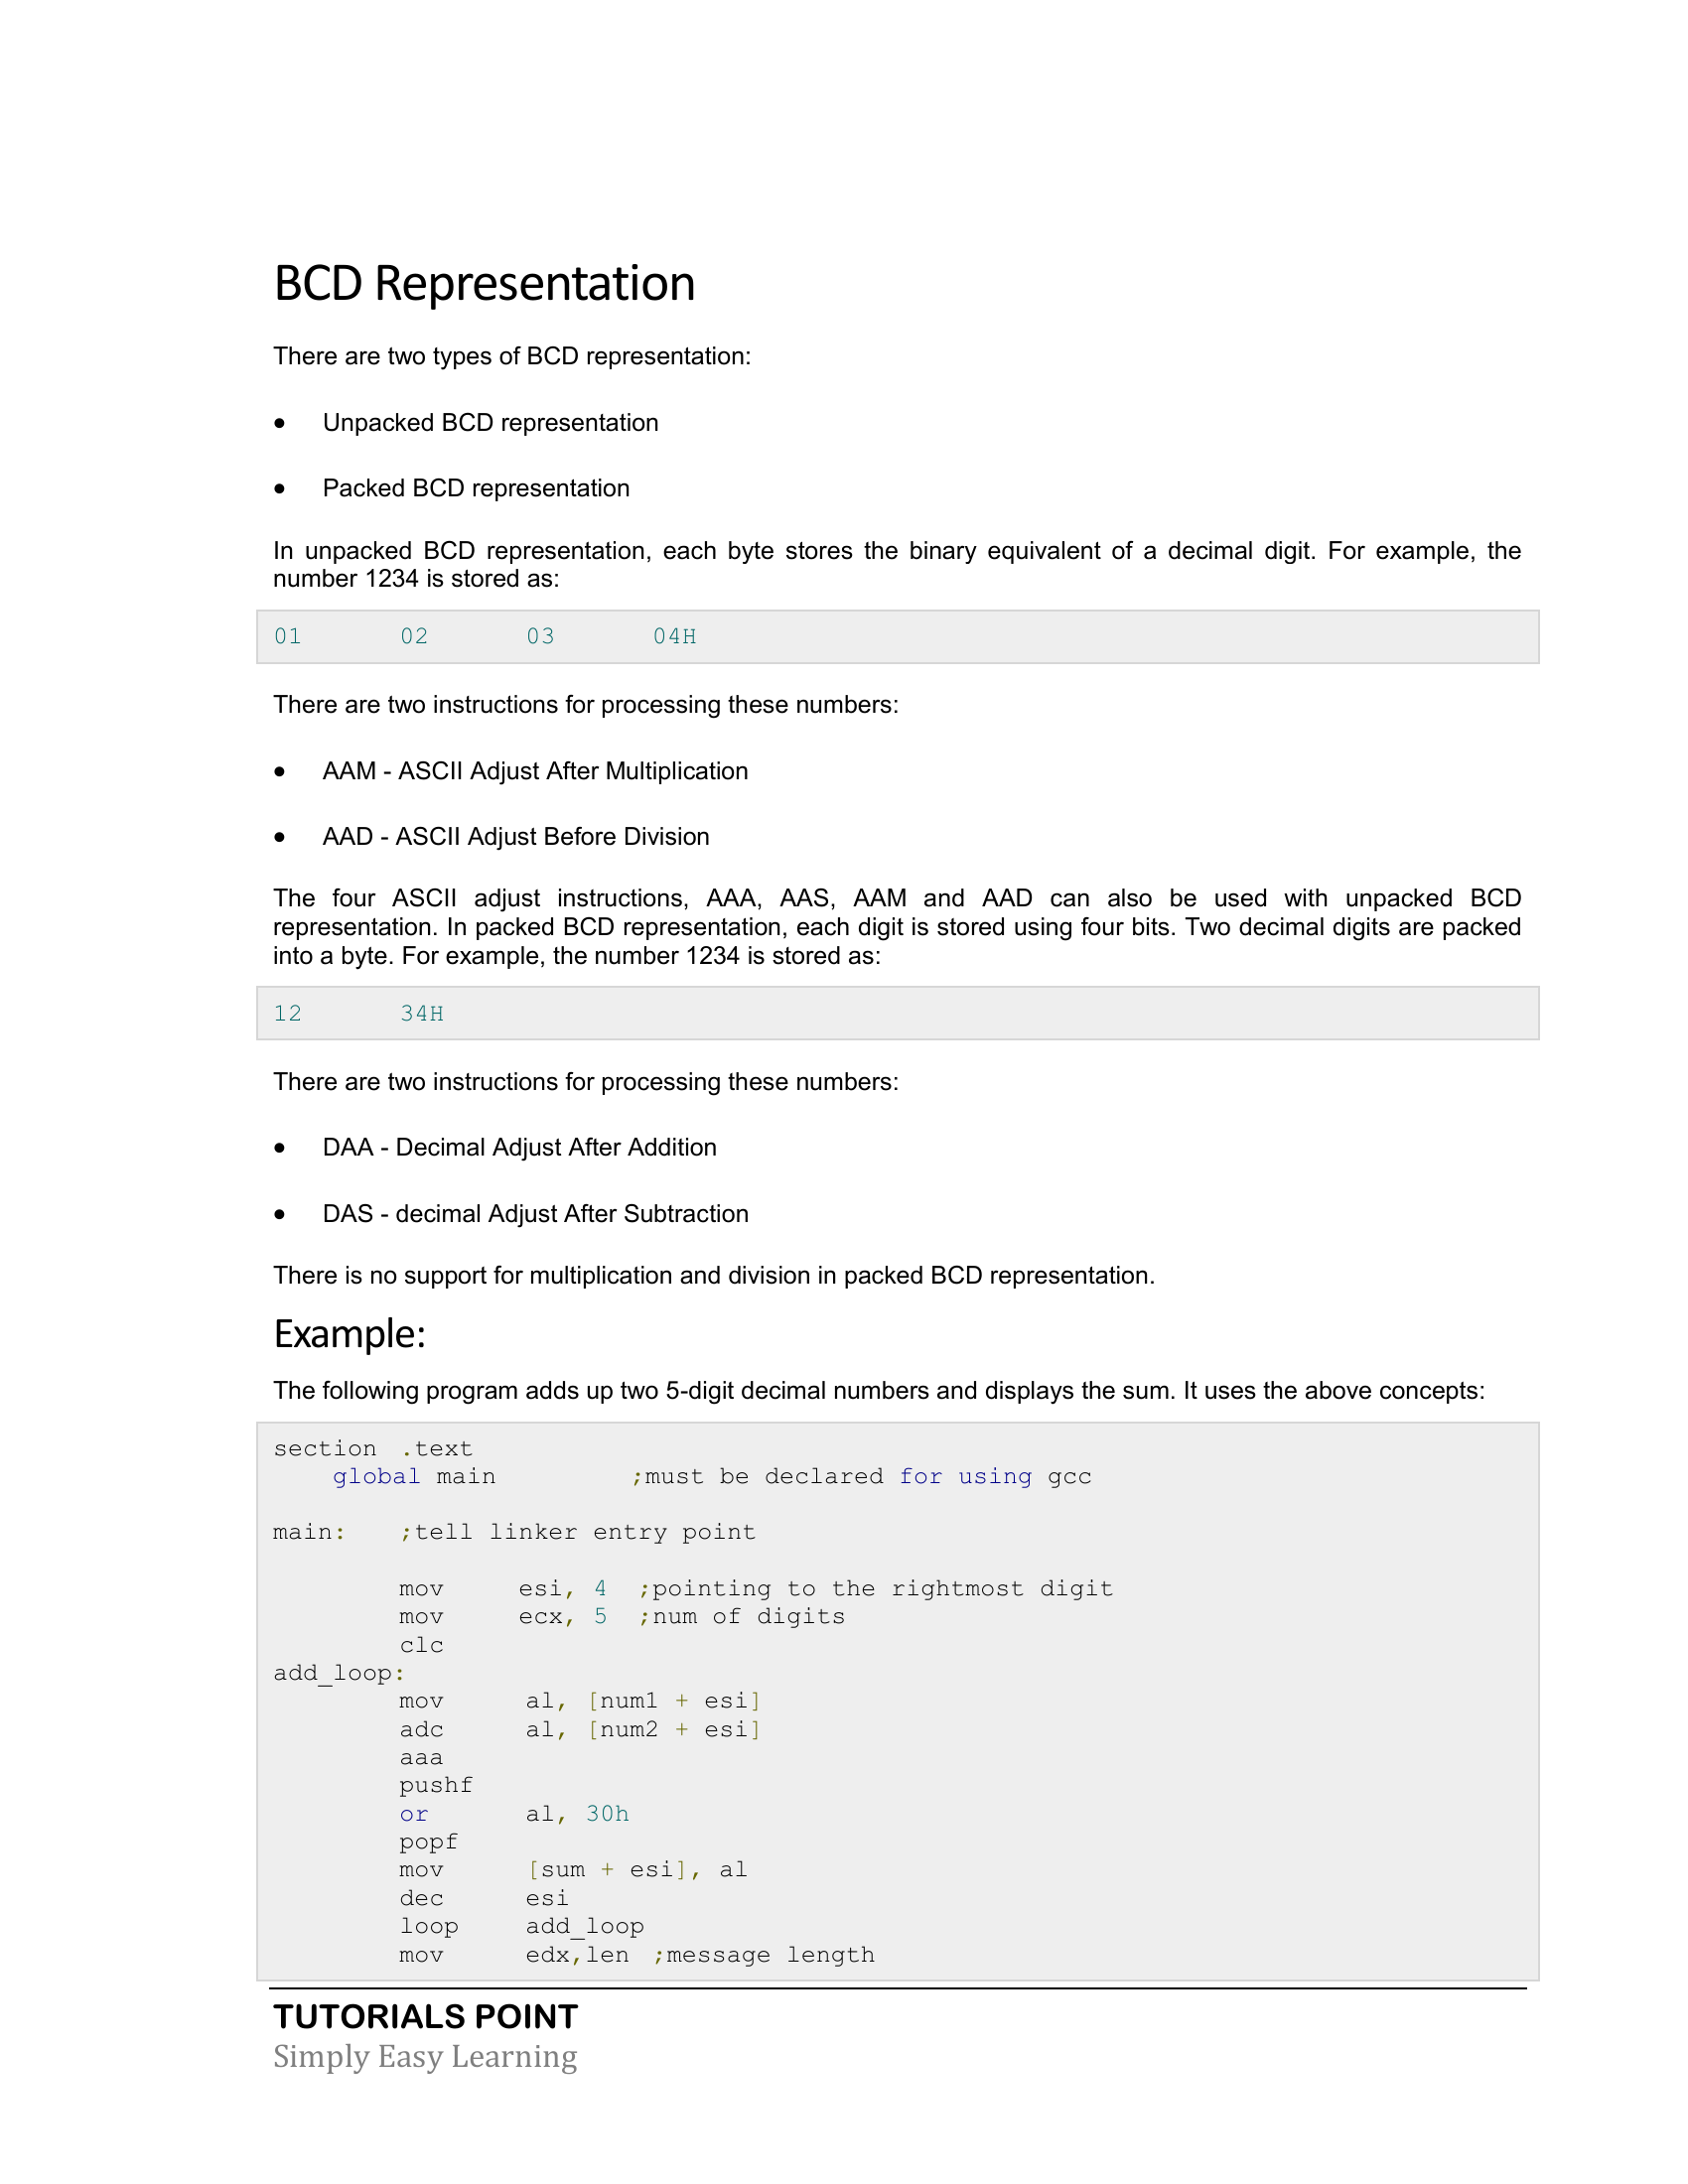 BCD Representation
There are two types of BCD representation:
• Unpacked BCD representation
• Packed BCD representation
In unpacked BCD representation, each byte stores the binary equivalent of a decimal digit. For example, the
number 1234 is stored as:
01 02 03 04H
There are two instructions for processing these numbers:
• AAM - ASCII Adjust After Multiplication
• AAD - ASCII Adjust Before Division
The four ASCII adjust instructions, AAA, AAS, AAM and AAD can also be used with unpacked BCD
representation. In packed BCD representation, each digit is stored using four bits. Two decimal digits are packed
into a byte. For example, the number 1234 is stored as:
12 34H
There are two instructions for processing these numbers:
• DAA - Decimal Adjust After Addition
• DAS - decimal Adjust After Subtraction
There is no support for multiplication and division in packed BCD representation.
Example:
The following program adds up two 5-digit decimal numbers and displays the sum. It uses the above concepts:
section .text
global main ;must be declared for using gcc
main: ;tell linker entry point
mov esi, 4 ;pointing to the rightmost digit
mov ecx, 5 ;num of digits
clc
add_loop:
mov al, [num1 + esi]
adc al, [num2 + esi]
aaa
pushf
or al, 30h
popf
mov [sum + esi], al
dec esi
loop add_loop
mov edx,len ;message length
TUTORIALS POINT
Simply Easy Learning